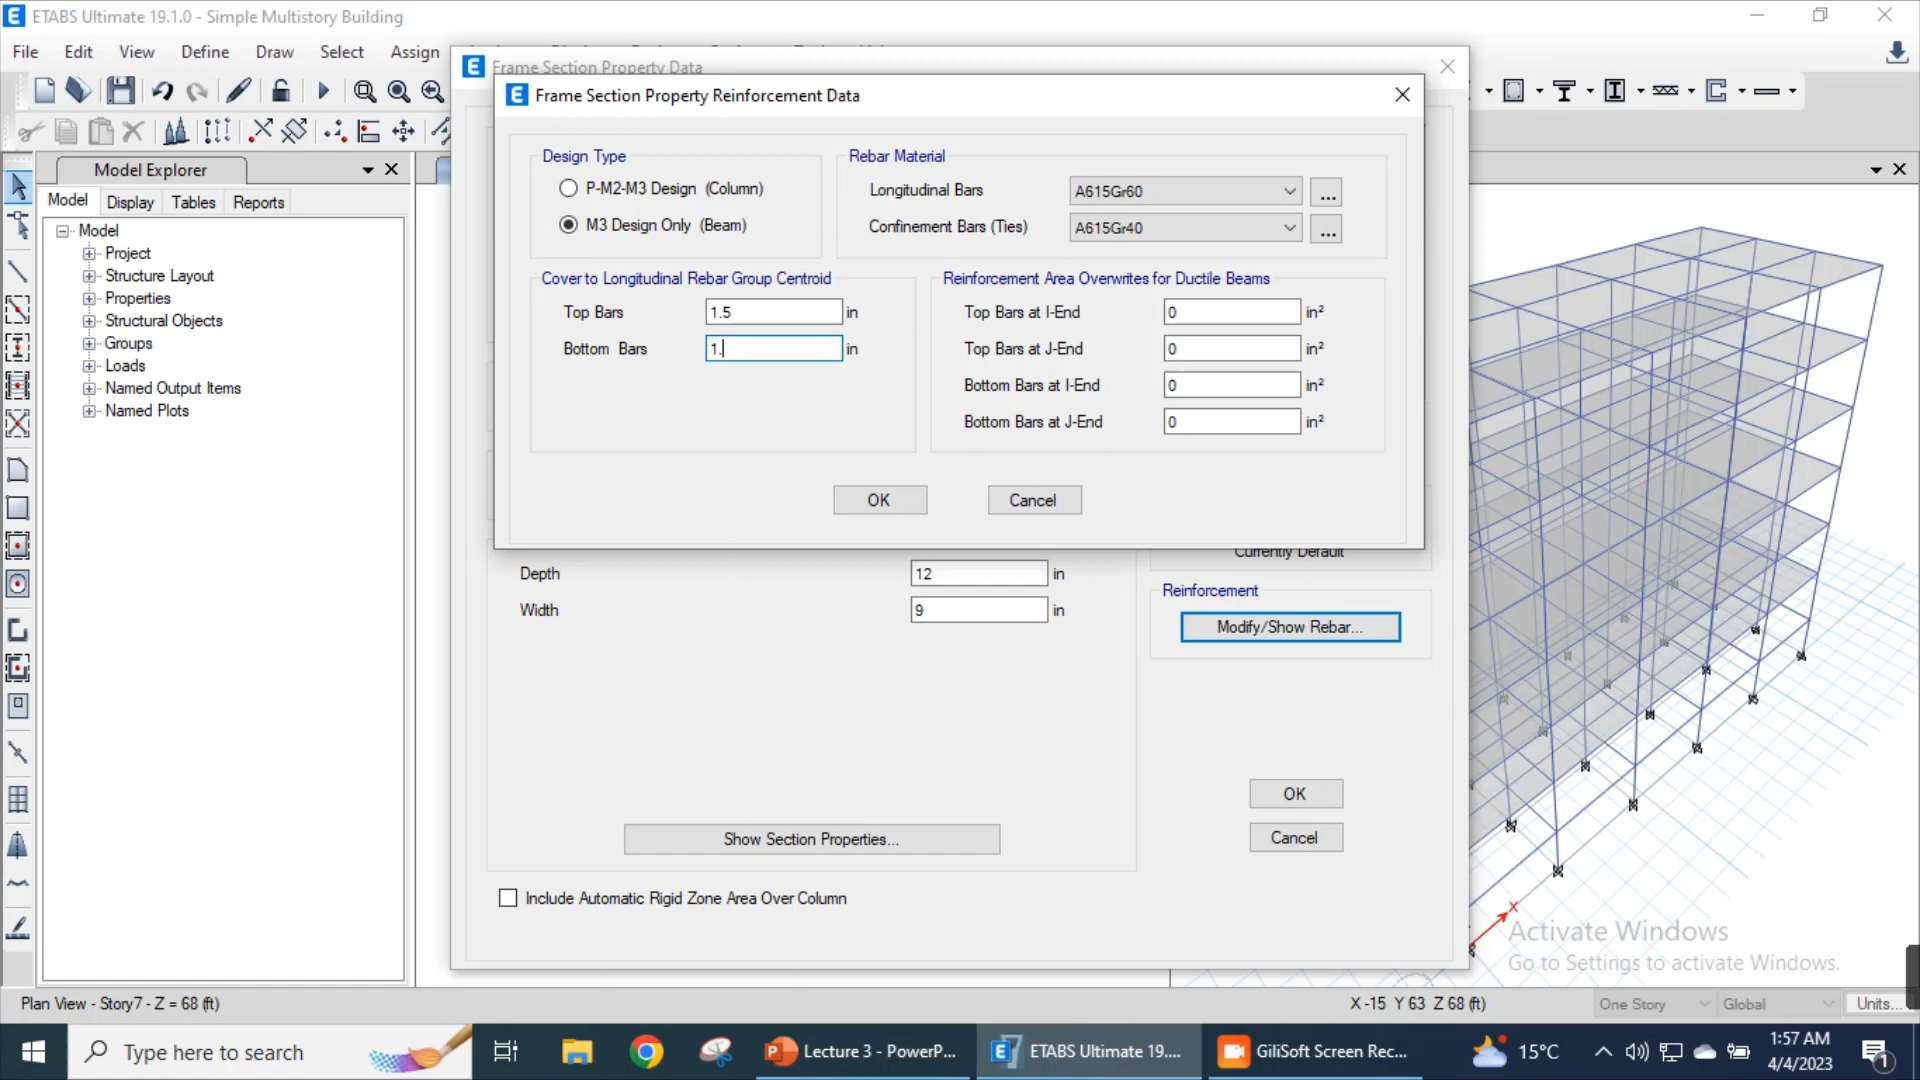 ETABS Ultimate 19.1.0 - Simple Multistory Building
File Edit View Define Draw Select Assign
Frame Section Property Data
Frame Section Property Reinforcement Data
Model Explorer
Model Display Tables Reports
Model
Project
Structure Layout
Properties
Structural Objects
Groups
Loads
Named Output Items
Named Plots
Design Type
P-M2-M3 Design (Column)
M3 Design Only (Beam)
Rebar Material
Longitudinal Bars A615Gr60 ...
Confinement Bars (Ties) A615Gr40 ...
Cover to Longitudinal Rebar Group Centroid
Top Bars 1.5 in
Bottom Bars 1. in
Reinforcement Area Overwrites for Ductile Beams
Top Bars at I-End 0 in²
Top Bars at J-End 0 in²
Bottom Bars at I-End 0 in²
Bottom Bars at J-End 0 in²
OK Cancel
Currently Default
Depth 12 in
Width 9 in
Reinforcement
Modify/Show Rebar...
OK
Cancel
Show Section Properties...
Include Automatic Rigid Zone Area Over Column
X
Activate Windows
Go to Settings to activate Windows.
Plan View - Story7 - Z = 68 (ft) X -15 Y 63 Z 68 (ft) One Story Global Units...
Type here to search Lecture 3 - PowerP... ETABS Ultimate 19.... GiliSoft Screen Rec... 15°C 1:57 AM
4/4/2023
1